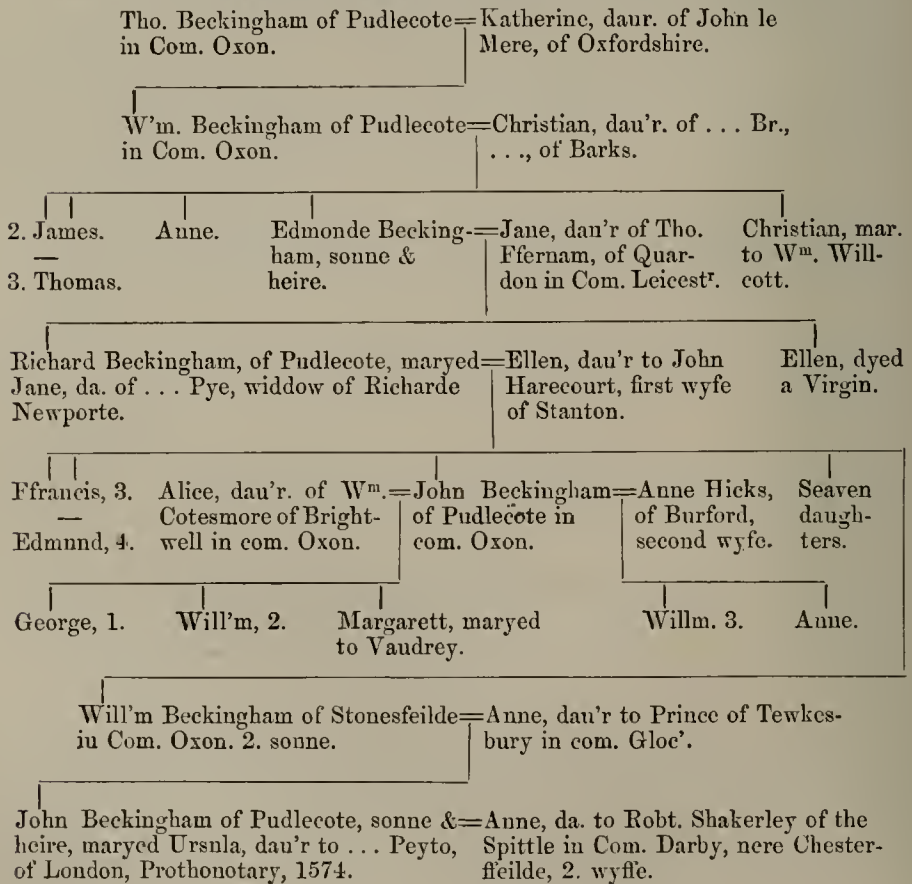 Tho. Beckingham of Pudlecote=Katherine, daur. of John le
in Com. Oxon. Mere, of Oxfordshire.
W'm. Beckingham of Pudlecote=Christian, dau'r. of . . . Br.,
in Com. Oxon. . . ., of Barks.
2. James. Anne. Edmonde Becking-=Jane, dau'r of Tho. Christian, mar.
— ham, sonne & Ffernam, of Quar- to Wᵐ. Will-
3. Thomas. heire. don in Com. Leicestʳ. cott.
Richard Beckingham, of Pudlecote, maryed=Ellen, dau'r to John Ellen, dyed
Jane, da. of . . . Pye, widdow of Richarde Harecourt, first wyfe a Virgin.
Newporte. of Stanton.
Ffrancis, 3. Alice, dau'r. of Wᵐ.=John Beckingham=Anne Hicks, Seaven
— Cotesmore of Bright- of Pudlecote in of Burford, daugh-
Edmund, 4. well in com. Oxon. com. Oxon. second wyfe. ters.
George, 1. Will'm, 2. Margarett, maryed Willm. 3. Anne.
to Vaudrey.
Will'm Beckingham of Stonesfeilde=Anne, dau'r to Prince of Tewkes-
in Com. Oxon. 2. sonne. bury in com. Gloc'.
John Beckingham of Pudlecote, sonne &=Anne, da. to Robt. Shakerley of the
heire, maryed Ursula, dau'r to . . . Peyto, Spittle in Com. Darby, nere Chester-
of London, Prothonotary, 1574. ffeilde, 2. wyffe.